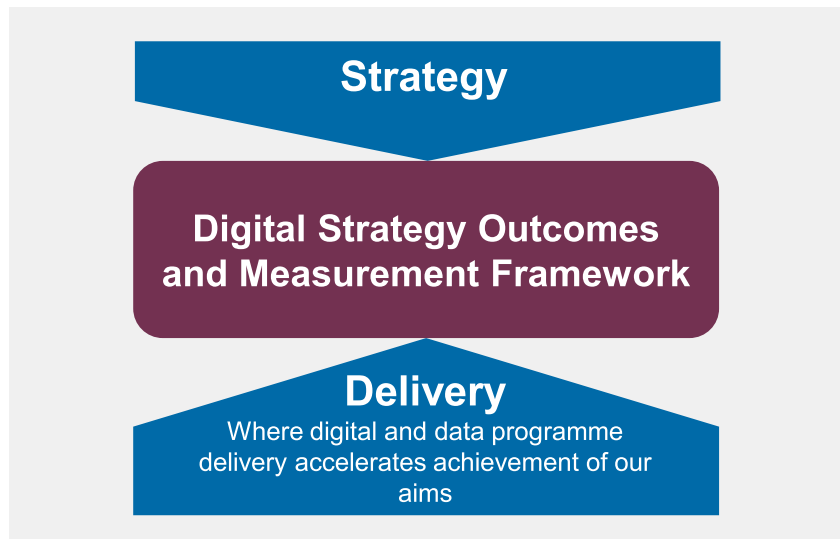 Strategy
Digital Strategy Outcomes
and Measurement Framework
Delivery
Where digital and data programme
delivery accelerates achievement of our
aims